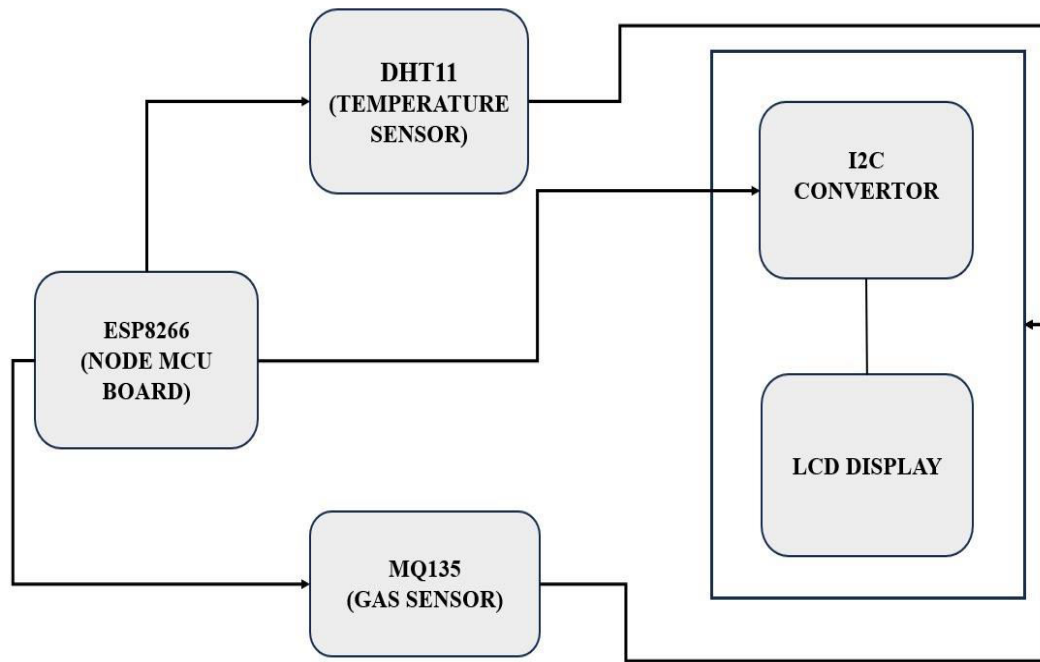 DHT11
(TEMPERATURE
SENSOR)
I2C
CONVERTOR
ESP8266
(NODE MCU
BOARD)
LCD DISPLAY
MQ135
(GAS SENSOR)